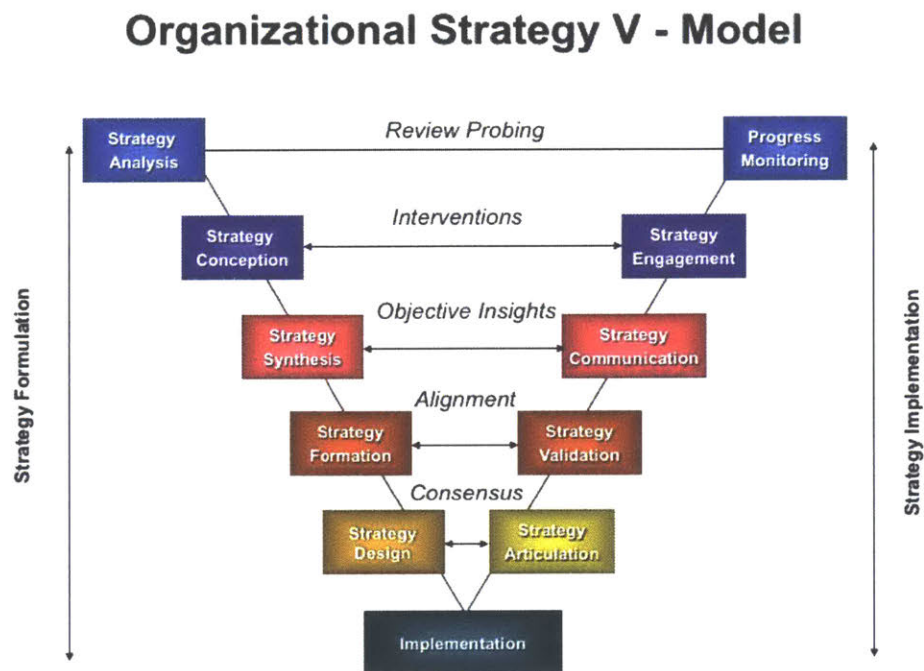 Organizational Strategy V - Model
Review Probing
Strategy
Analysis
Progress
Monitoring
Interventions
Strategy
Conception
Strategy
Engagement
Objective Insights
Strategy
Synthesis
Strategy
Communication
Alignment
Strategy
Formation
Strategy
Validation
Consensus
Strategy
Design
Strategy
Articulation
Implementation
Strategy Formulation
Strategy Implementation